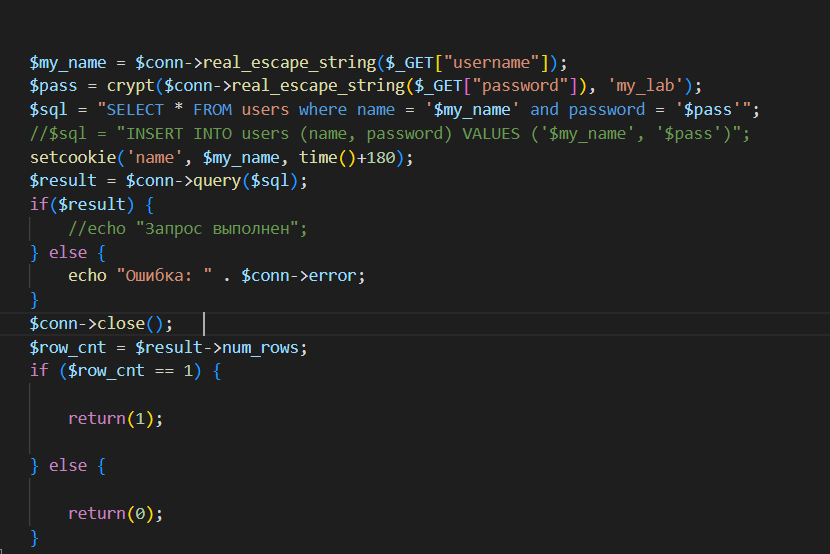 $my_name = $conn->real_escape_string($_GET["username"]);
$pass = crypt($conn->real_escape_string($_GET["password"]), 'my_lab');
$sql = "SELECT * FROM users where name = '$my_name' and password = '$pass'";
//$sql = "INSERT INTO users (name, password) VALUES ('$my_name', '$pass')";
setcookie('name', $my_name, time()+180);
$result = $conn->query($sql);
if($result) {
    //echo "Запрос выполнен";
} else {
    echo "Ошибка: " . $conn->error;
}
$conn->close();
$row_cnt = $result->num_rows;
if ($row_cnt == 1) {
    return(1);
} else {
    return(0);
}